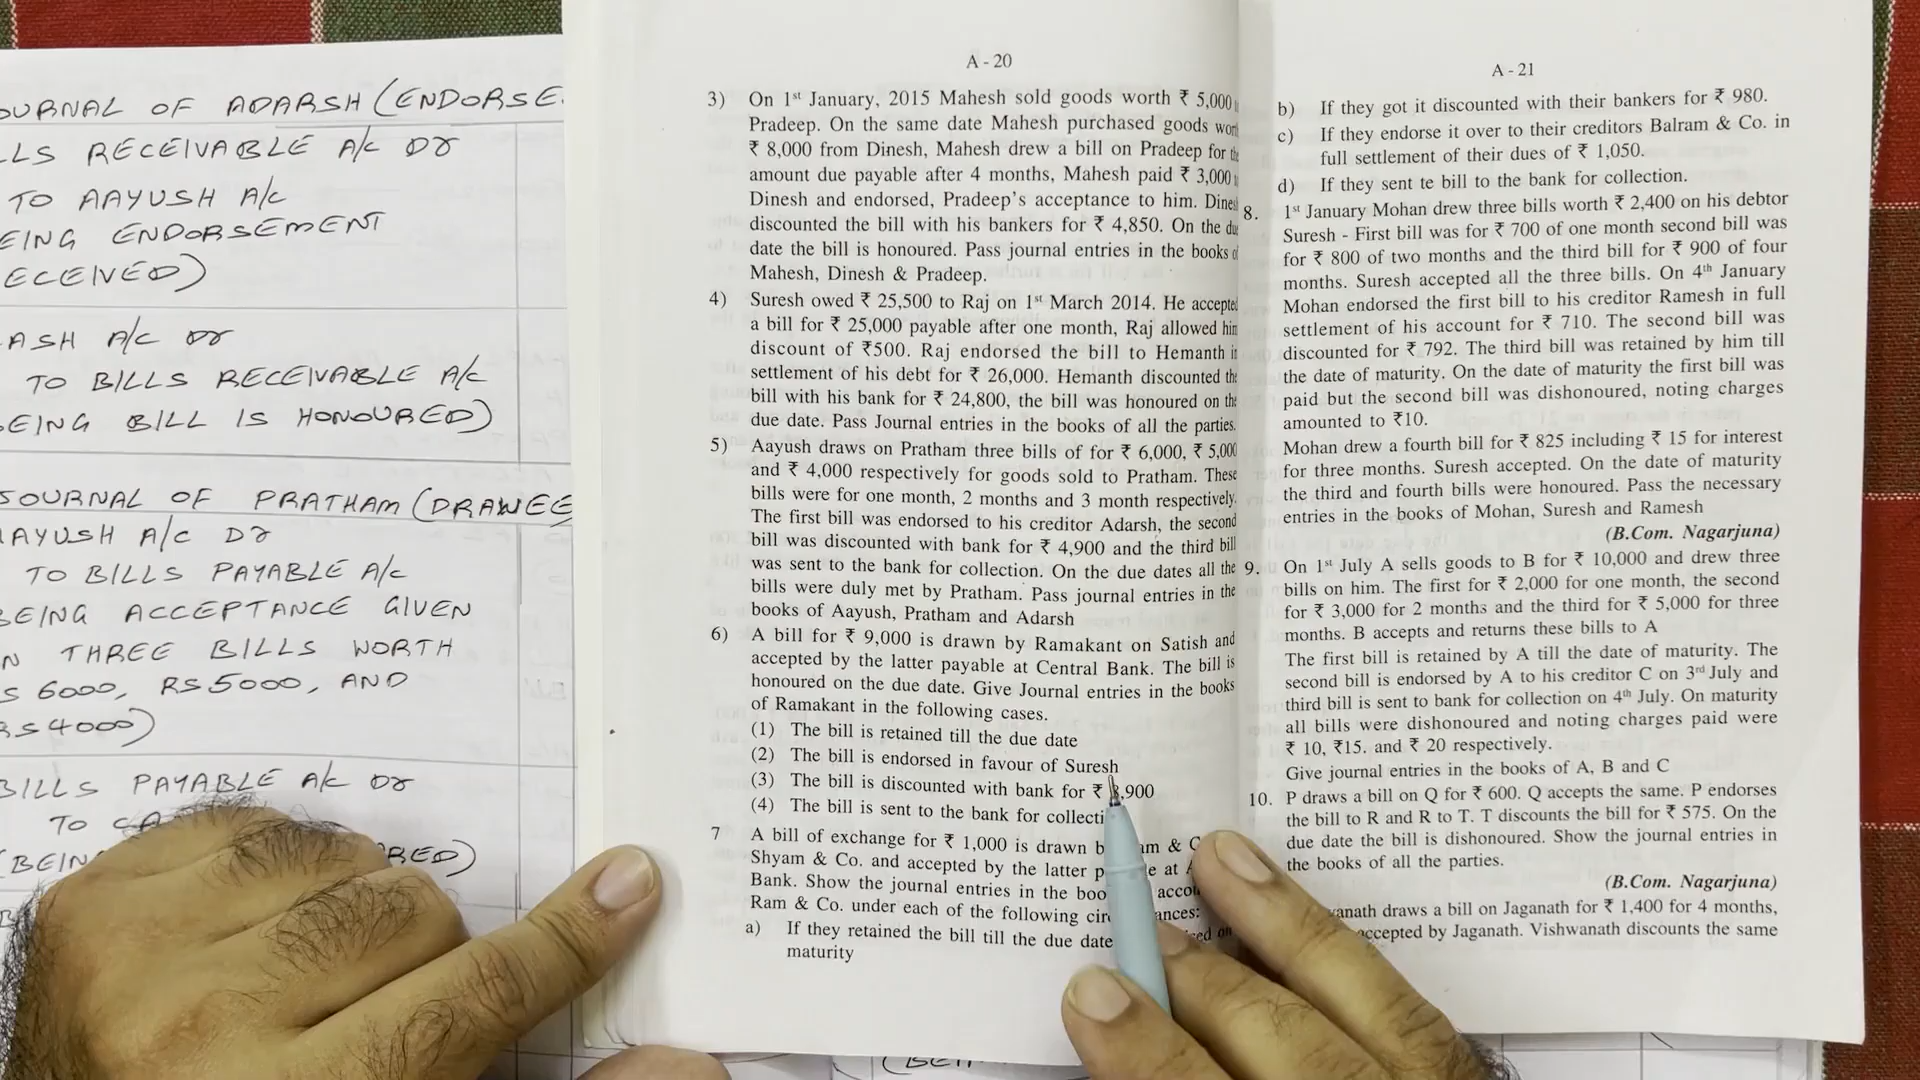 OURNAL OF ADARSH (ENDORSE
LLS RECEIVABLE A/C Dr
TO AAYUSH A/C
EING ENDORSEMENT
ECEIVED)
ASH A/C Dr
TO BILLS RECEIVABLE A/C
EING BILL IS HONOURED)
JOURNAL OF PRATHAM (DRAWEE
AAYUSH A/C Dr
TO BILLS PAYABLE A/C
BEING ACCEPTANCE GIVEN
N THREE BILLS WORTH
S 6000, RS 5000, AND
RS 4000)
BILLS PAYABLE A/C Dr
TO
(BEIN
A - 20
3) On 1st January, 2015 Mahesh sold goods worth ₹ 5,000
Pradeep. On the same date Mahesh purchased goods wor
₹ 8,000 from Dinesh, Mahesh drew a bill on Pradeep for the
amount due payable after 4 months, Mahesh paid ₹ 3,000
Dinesh and endorsed, Pradeep's acceptance to him. Dines
discounted the bill with his bankers for ₹ 4,850. On the du
date the bill is honoured. Pass journal entries in the books of
Mahesh, Dinesh & Pradeep.
4) Suresh owed ₹ 25,500 to Raj on 1st March 2014. He accepte
a bill for ₹ 25,000 payable after one month, Raj allowed him
discount of ₹500. Raj endorsed the bill to Hemanth in
settlement of his debt for ₹ 26,000. Hemanth discounted the
bill with his bank for ₹ 24,800, the bill was honoured on the
due date. Pass Journal entries in the books of all the parties.
5) Aayush draws on Pratham three bills of for ₹ 6,000, ₹ 5,000
and ₹ 4,000 respectively for goods sold to Pratham. These
bills were for one month, 2 months and 3 month respectively.
The first bill was endorsed to his creditor Adarsh, the second
bill was discounted with bank for ₹ 4,900 and the third bill
was sent to the bank for collection. On the due dates all the
bills were duly met by Pratham. Pass journal entries in the
books of Aayush, Pratham and Adarsh
6) A bill for ₹ 9,000 is drawn by Ramakant on Satish and
accepted by the latter payable at Central Bank. The bill is
honoured on the due date. Give Journal entries in the books
of Ramakant in the following cases.
(1) The bill is retained till the due date
(2) The bill is endorsed in favour of Suresh
(3) The bill is discounted with bank for ₹ ,900
(4) The bill is sent to the bank for collecti
7 A bill of exchange for ₹ 1,000 is drawn b am & C
Shyam & Co. and accepted by the latter p e at
Bank. Show the journal entries in the boo accou
Ram & Co. under each of the following cir ances:
a) If they retained the bill till the due date on
maturity
A - 21
b) If they got it discounted with their bankers for ₹ 980.
c) If they endorse it over to their creditors Balram & Co. in
full settlement of their dues of ₹ 1,050.
d) If they sent te bill to the bank for collection.
8. 1st January Mohan drew three bills worth ₹ 2,400 on his debtor
Suresh - First bill was for ₹ 700 of one month second bill was
for ₹ 800 of two months and the third bill for ₹ 900 of four
months. Suresh accepted all the three bills. On 4th January
Mohan endorsed the first bill to his creditor Ramesh in full
settlement of his account for ₹ 710. The second bill was
discounted for ₹ 792. The third bill was retained by him till
the date of maturity. On the date of maturity the first bill was
paid but the second bill was dishonoured, noting charges
amounted to ₹10.
Mohan drew a fourth bill for ₹ 825 including ₹ 15 for interest
for three months. Suresh accepted. On the date of maturity
the third and fourth bills were honoured. Pass the necessary
entries in the books of Mohan, Suresh and Ramesh
(B.Com. Nagarjuna)
9. On 1st July A sells goods to B for ₹ 10,000 and drew three
bills on him. The first for ₹ 2,000 for one month, the second
for ₹ 3,000 for 2 months and the third for ₹ 5,000 for three
months. B accepts and returns these bills to A
The first bill is retained by A till the date of maturity. The
second bill is endorsed by A to his creditor C on 3rd July and
third bill is sent to bank for collection on 4th July. On maturity
all bills were dishonoured and noting charges paid were
₹ 10, ₹15. and ₹ 20 respectively.
Give journal entries in the books of A, B and C
10. P draws a bill on Q for ₹ 600. Q accepts the same. P endorses
the bill to R and R to T. T discounts the bill for ₹ 575. On the
due date the bill is dishonoured. Show the journal entries in
the books of all the parties.
(B.Com. Nagarjuna)
anath draws a bill on Jaganath for ₹ 1,400 for 4 months,
accepted by Jaganath. Vishwanath discounts the same